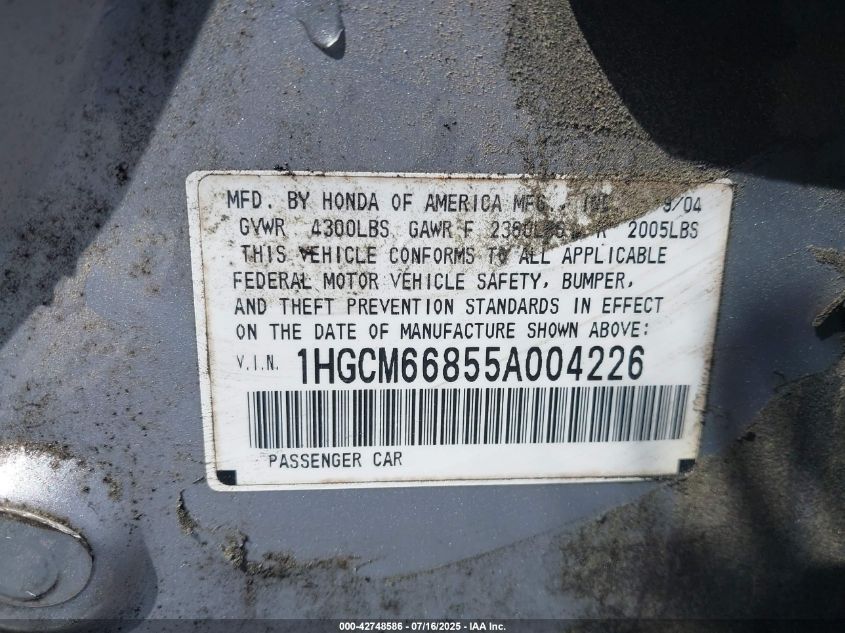 MFD. BY HONDA OF AMERICA MFG., INC 9/04
GVWR 4300LBS GAWR F R 2005LBS
THIS VEHICLE CONFORMS TO ALL APPLICABLE
FEDERAL MOTOR VEHICLE SAFETY, BUMPER,
AND THEFT PREVENTION STANDARDS IN EFFECT
ON THE DATE OF MANUFACTURE SHOWN ABOVE:
V.I.N. 1HGCM66855A004226
PASSENGER CAR
000-42748586 - 07/16/2025 - IAA Inc.